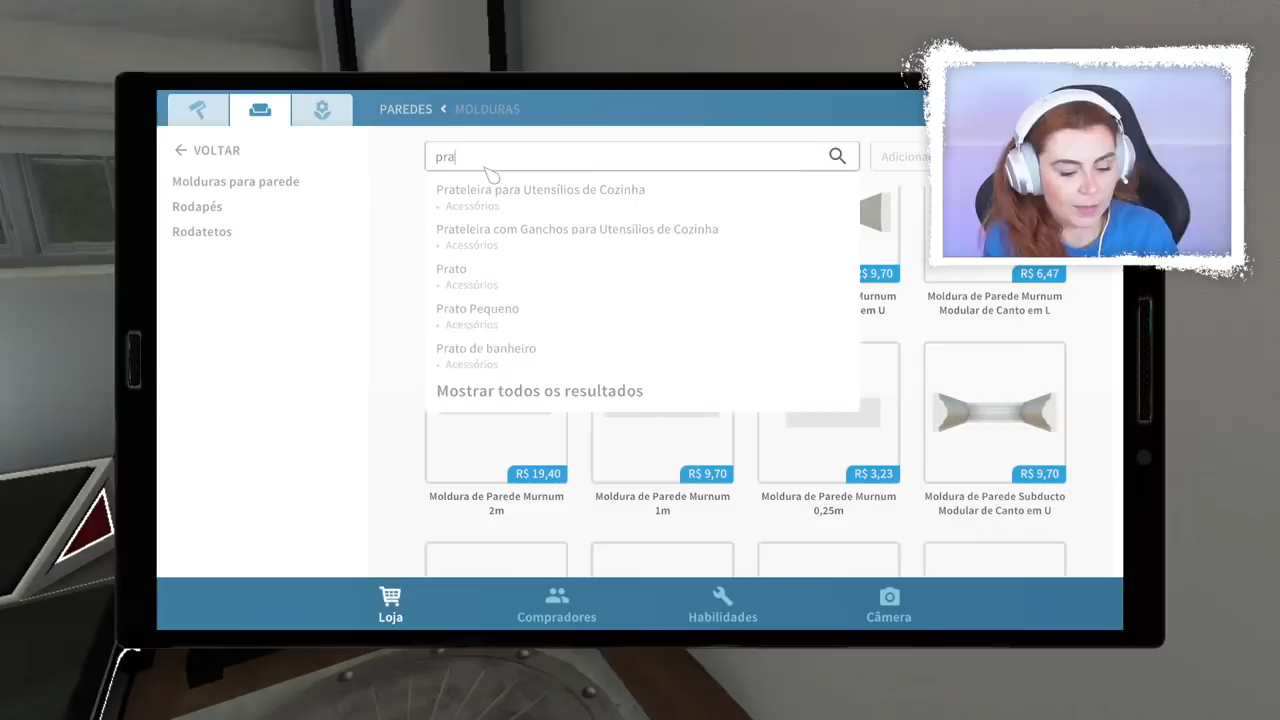 PAREDES < MOLDURAS
VOLTAR
Molduras para parede
Rodapés
Rodatetos
pra
Adiciona
Prateleira para Utensílios de Cozinha
• Acessórios
Prateleira com Ganchos para Utensílios de Cozinha
• Acessórios
Prato
• Acessórios
Prato Pequeno
• Acessórios
Prato de banheiro
• Acessórios
Mostrar todos os resultados
R$ 9,70
R$ 6,47
Murnum
em U
Moldura de Parede Murnum
Modular de Canto em L
R$ 19,40
R$ 9,70
R$ 3,23
R$ 9,70
Moldura de Parede Murnum
2m
Moldura de Parede Murnum
1m
Moldura de Parede Murnum
0,25m
Moldura de Parede Subducto
Modular de Canto em U
Loja
Compradores
Habilidades
Câmera